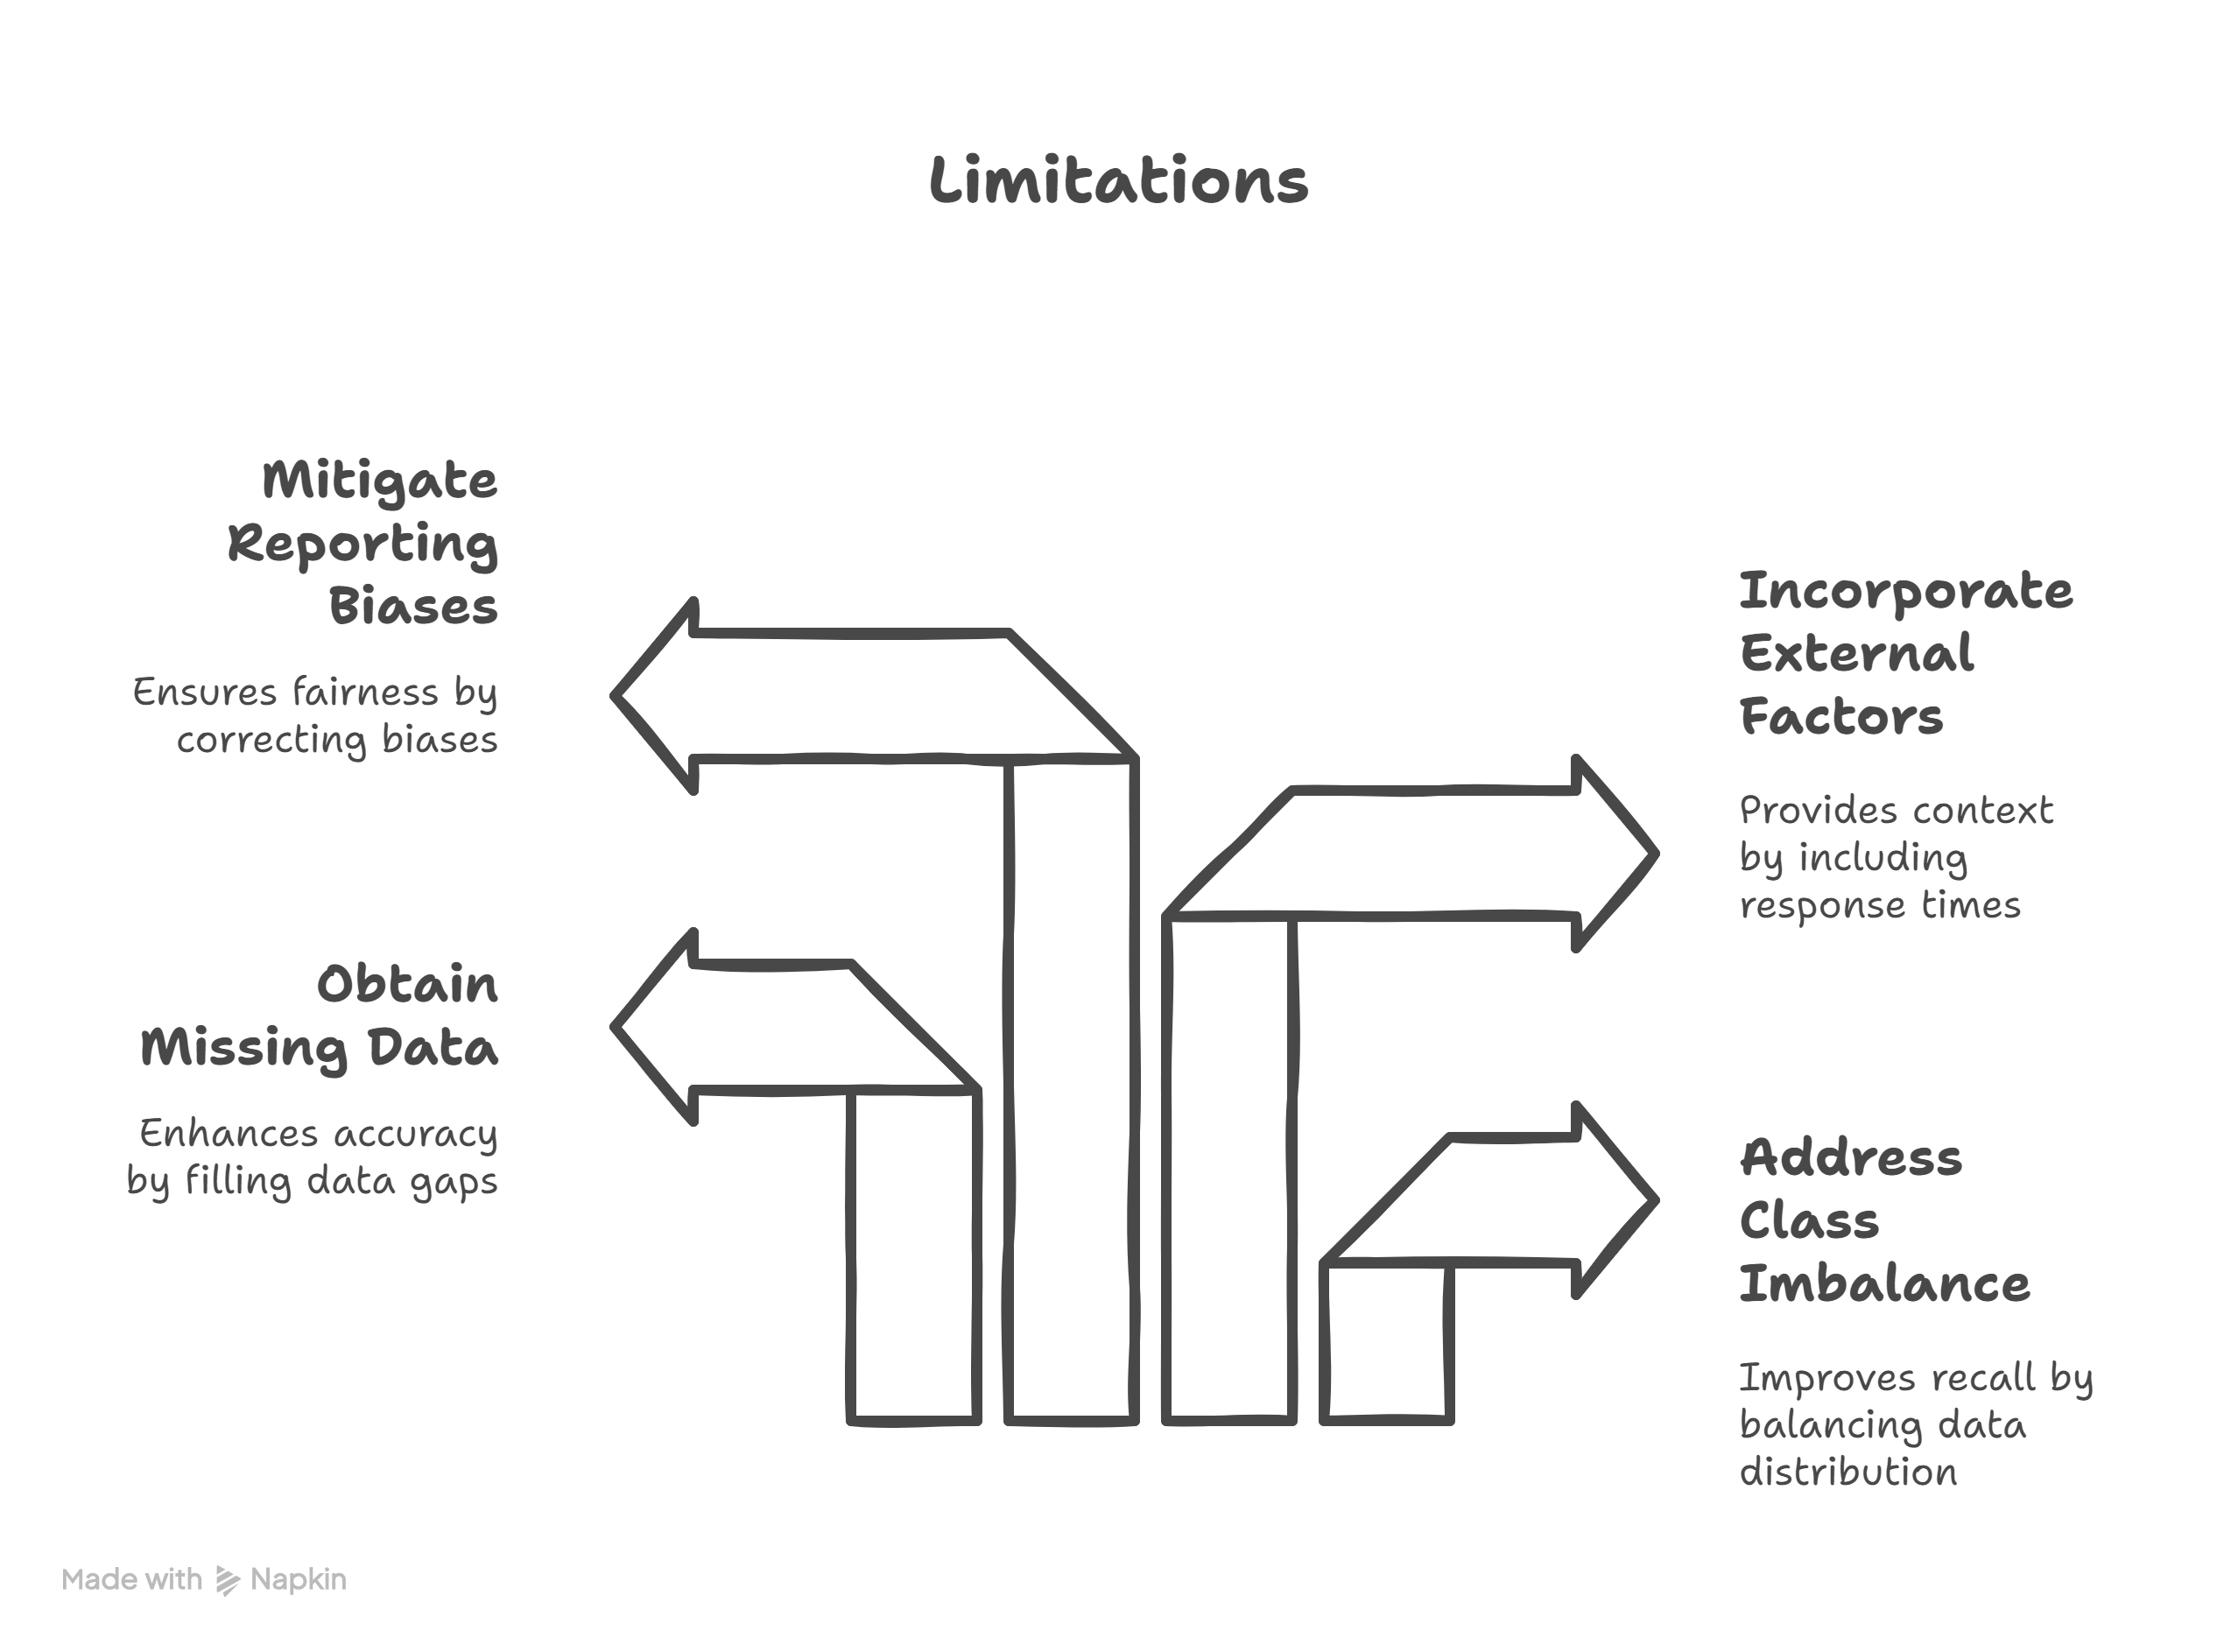 Limitations
Mitigate
Reporting
Biases
Ensures fairness by
correcting biases
Incorporate
External
Factors
Provides context
by including
response times
Obtain
Missing Data
Enhances accuracy
by filling data gaps
Address
Class
Imbalance
Improves recall by
balancing data
distribution
Made with Napkin